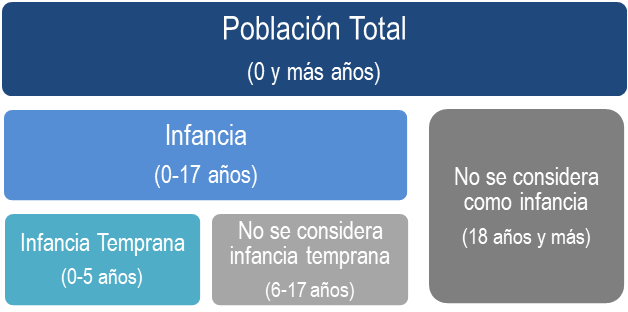 Población Total
(0 y más años)
Infancia
(0-17 años)
No se considera
como infancia
(18 años y más)
Infancia Temprana
(0-5 años)
No se considera
infancia temprana
(6-17 años)